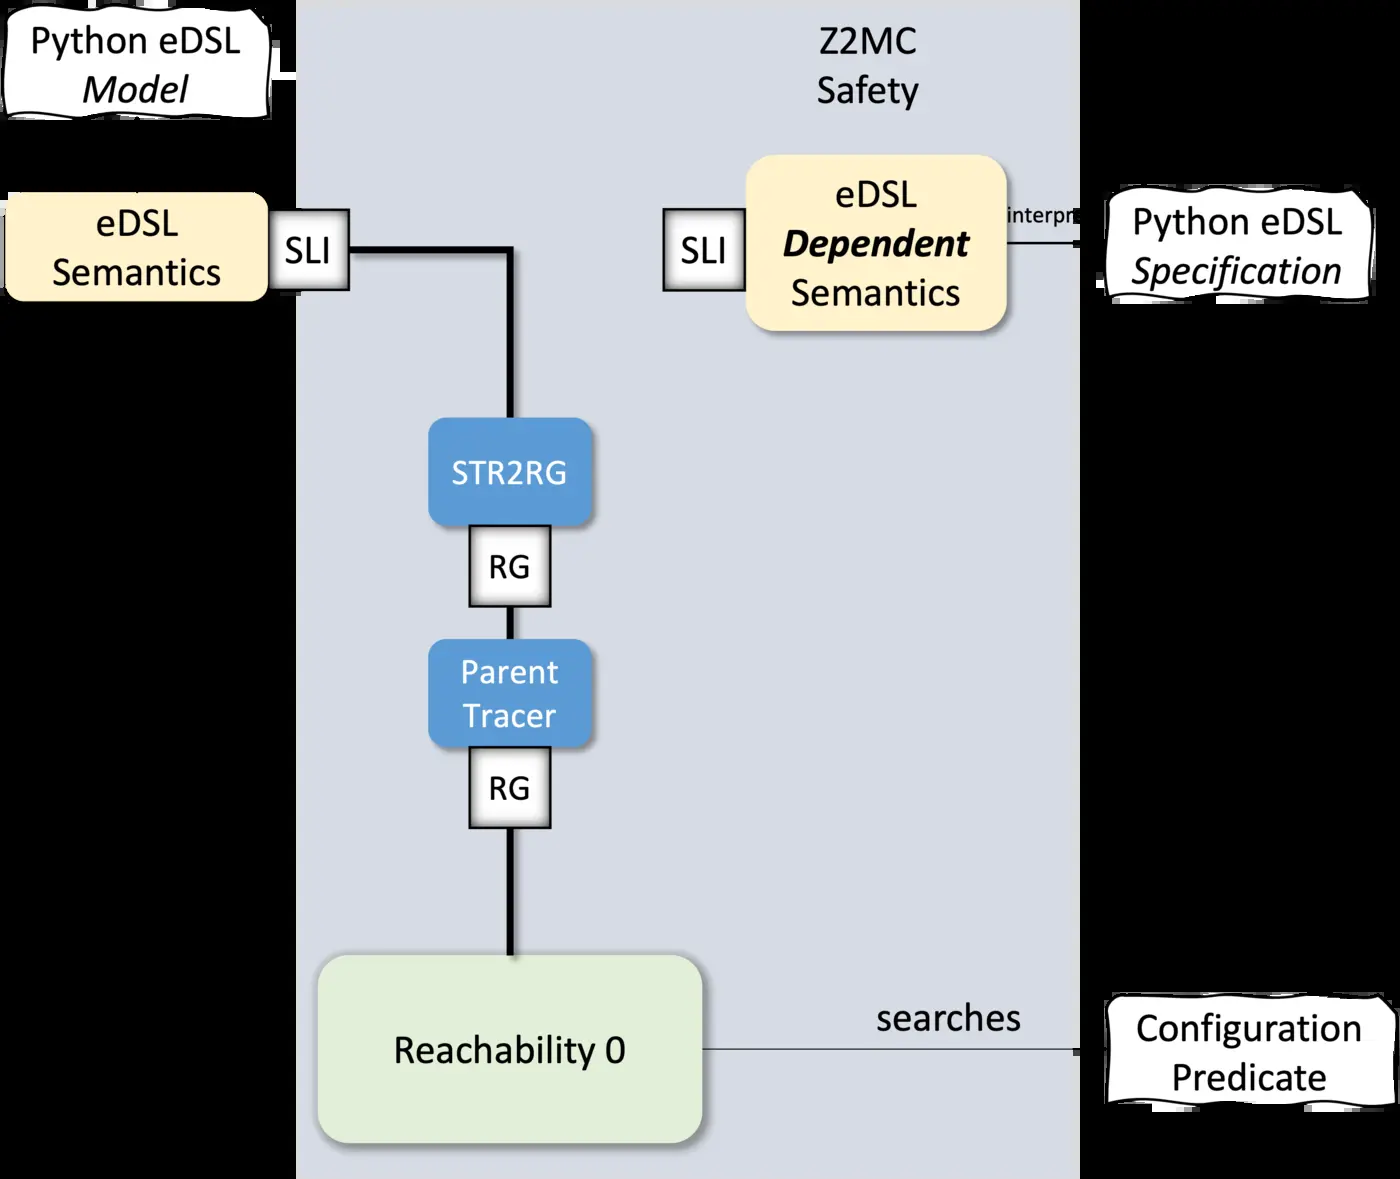 Python eDSL
Model
Z2MC
Safety
eDSL
Semantics
SLI
SLI
eDSL
Dependent
Semantics
interpr
Python eDSL
Specification
STR2RG
RG
Parent
Tracer
RG
Reachability 0
searches
Configuration
Predicate